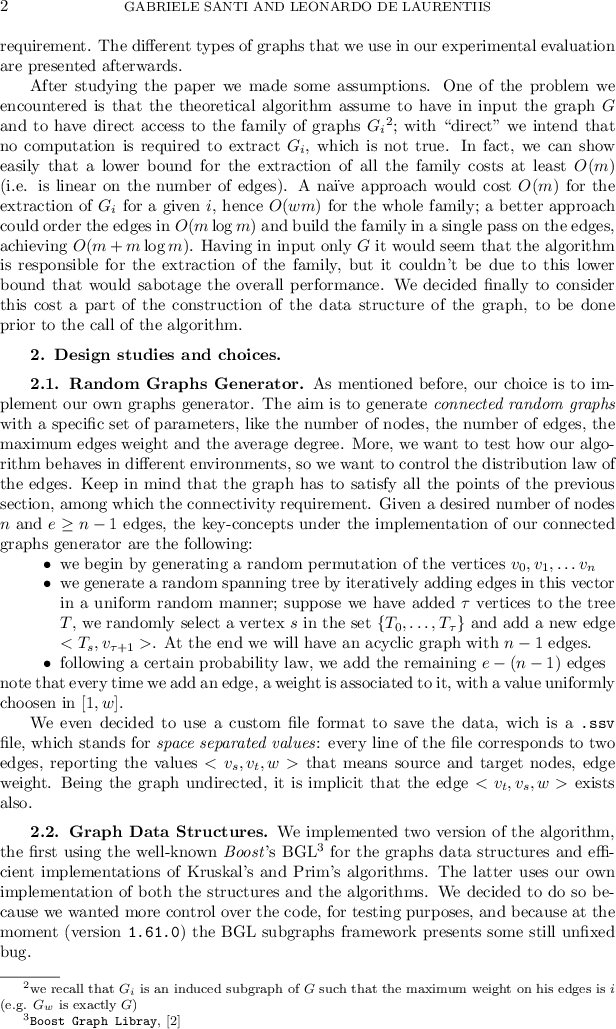 2 GABRIELE SANTI AND LEONARDO DE LAURENTIIS
requirement. The different types of graphs that we use in our experimental evaluation
are presented afterwards.
After studying the paper we made some assumptions. One of the problem we
encountered is that the theoretical algorithm assume to have in input the graph G
and to have direct access to the family of graphs G_i²; with “direct” we intend that
no computation is required to extract G_i, which is not true. In fact, we can show
easily that a lower bound for the extraction of all the family costs at least O(m)
(i.e. is linear on the number of edges). A naïve approach would cost O(m) for the
extraction of G_i for a given i, hence O(wm) for the whole family; a better approach
could order the edges in O(m log m) and build the family in a single pass on the edges,
achieving O(m + m log m). Having in input only G it would seem that the algorithm
is responsible for the extraction of the family, but it couldn’t be due to this lower
bound that would sabotage the overall performance. We decided finally to consider
this cost a part of the construction of the data structure of the graph, to be done
prior to the call of the algorithm.
2. Design studies and choices.
2.1. Random Graphs Generator. As mentioned before, our choice is to im-
plement our own graphs generator. The aim is to generate connected random graphs
with a specific set of parameters, like the number of nodes, the number of edges, the
maximum edges weight and the average degree. More, we want to test how our algo-
rithm behaves in different environments, so we want to control the distribution law of
the edges. Keep in mind that the graph has to satisfy all the points of the previous
section, among which the connectivity requirement. Given a desired number of nodes
n and e ≥ n − 1 edges, the key-concepts under the implementation of our connected
graphs generator are the following:
• we begin by generating a random permutation of the vertices v_0, v_1, . . . v_n
• we generate a random spanning tree by iteratively adding edges in this vector
in a uniform random manner; suppose we have added τ vertices to the tree
T, we randomly select a vertex s in the set {T_0, . . . , T_τ} and add a new edge
< T_s, v_{τ+1} >. At the end we will have an acyclic graph with n − 1 edges.
• following a certain probability law, we add the remaining e − (n − 1) edges
note that every time we add an edge, a weight is associated to it, with a value uniformly
choosen in [1, w].
We even decided to use a custom file format to save the data, wich is a .ssv
file, which stands for space separated values: every line of the file corresponds to two
edges, reporting the values < v_s, v_t, w > that means source and target nodes, edge
weight. Being the graph undirected, it is implicit that the edge < v_t, v_s, w > exists
also.
2.2. Graph Data Structures. We implemented two version of the algorithm,
the first using the well-known Boost’s BGL³ for the graphs data structures and effi-
cient implementations of Kruskal’s and Prim’s algorithms. The latter uses our own
implementation of both the structures and the algorithms. We decided to do so be-
cause we wanted more control over the code, for testing purposes, and because at the
moment (version 1.61.0) the BGL subgraphs framework presents some still unfixed
bug.
²we recall that G_i is an induced subgraph of G such that the maximum weight on his edges is i
(e.g. G_w is exactly G)
³Boost Graph Libray, [2]